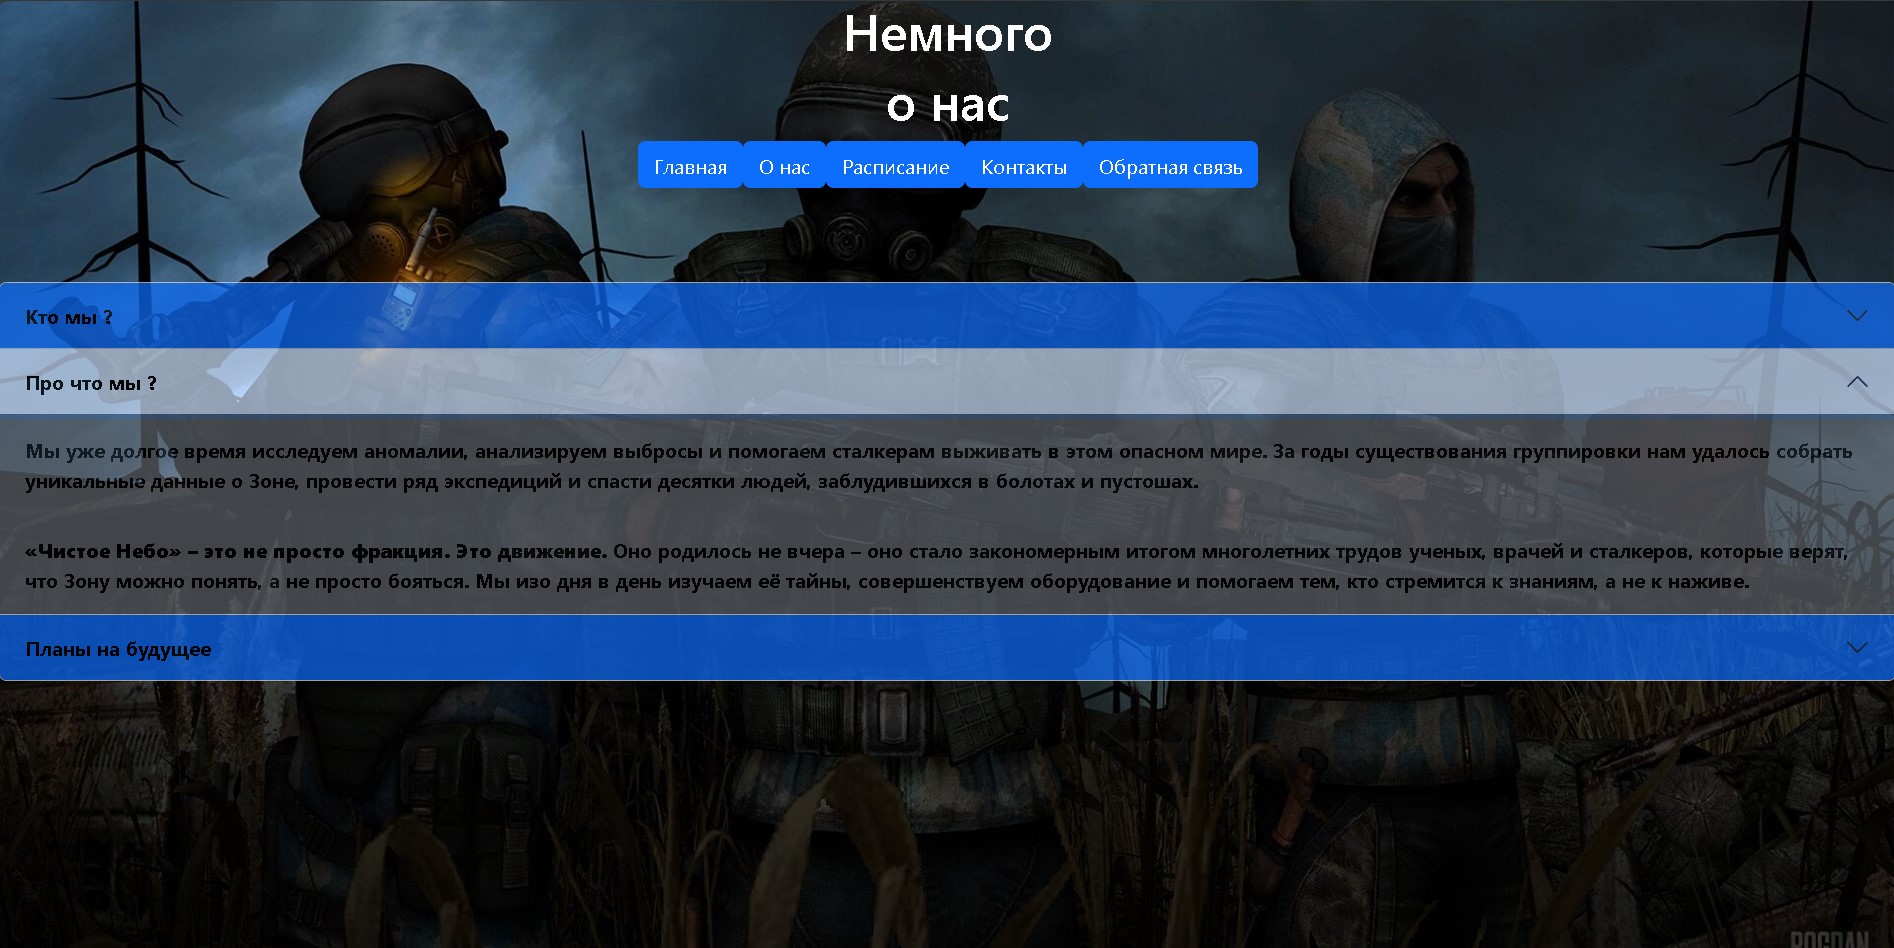 Немного
о нас
Главная О нас Расписание Контакты Обратная связь
Кто мы ?
Про что мы ?
Мы уже долгое время исследуем аномалии, анализируем выбросы и помогаем сталкерам выживать в этом опасном мире. За годы существования группировки нам удалось собрать
уникальные данные о Зоне, провести ряд экспедиций и спасти десятки людей, заблудившихся в болотах и пустошах.
«Чистое Небо» – это не просто фракция. Это движение. Оно родилось не вчера – оно стало закономерным итогом многолетних трудов ученых, врачей и сталкеров, которые верят,
что Зону можно понять, а не просто бояться. Мы изо дня в день изучаем её тайны, совершенствуем оборудование и помогаем тем, кто стремится к знаниям, а не к наживе.
Планы на будущее
BOGDAN